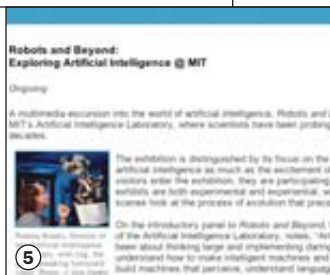 Robots and Beyond:
Exploring Artificial Intelligence @ MIT
Ongoing
A multimedia excursion into the world of artificial intelligence, Robots and
MIT's Artificial Intelligence Laboratory, where scientists have been probing
decades.
The exhibition is distinguished by its focus on the
artificial intelligence as much as the excitement of
visitors enter the exhibition, they are participating
exhibits are both experimental and experiential,
scenes look at the process of evolution that
On the introductory panel to Robots and Beyond,
of the Artificial Intelligence Laboratory, notes,
been about thinking large and implementing
understand how to make intelligent machines and
build machines that perceive, understand
Rodney Brooks, Director of
5